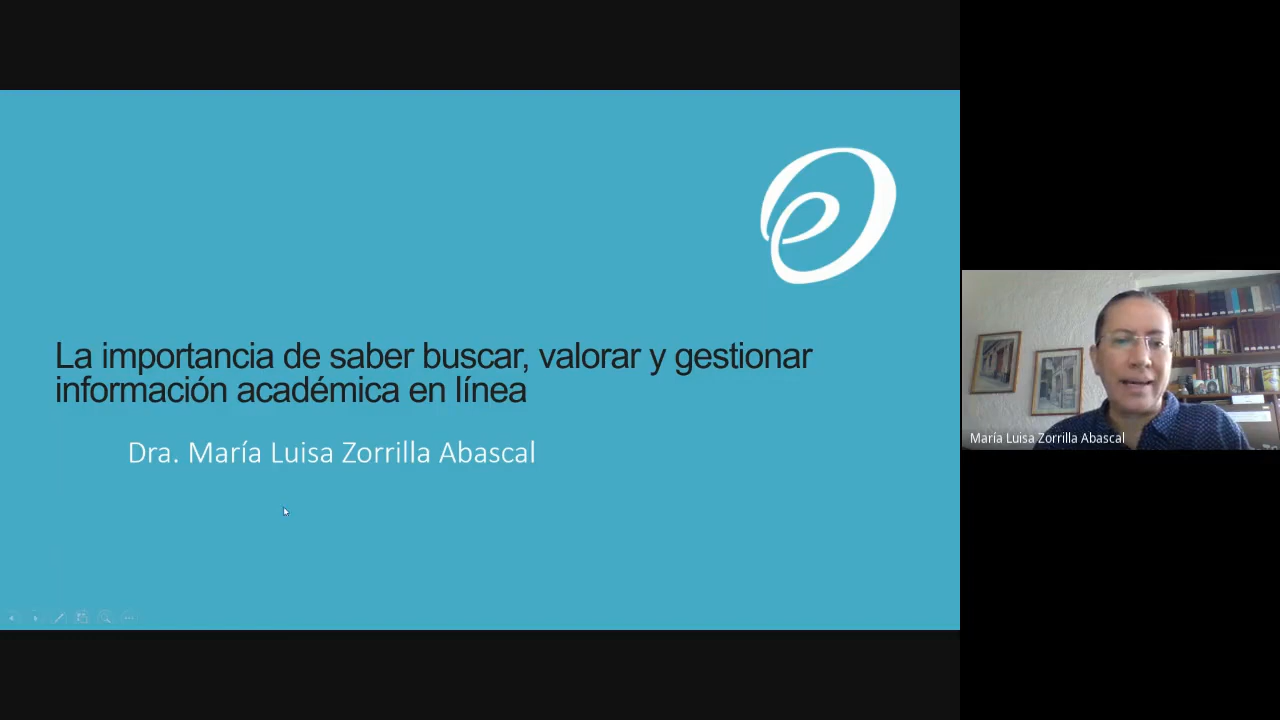 La importancia de saber buscar, valorar y gestionar
información académica en línea
Dra. María Luisa Zorrilla Abascal
María Luisa Zorrilla Abascal